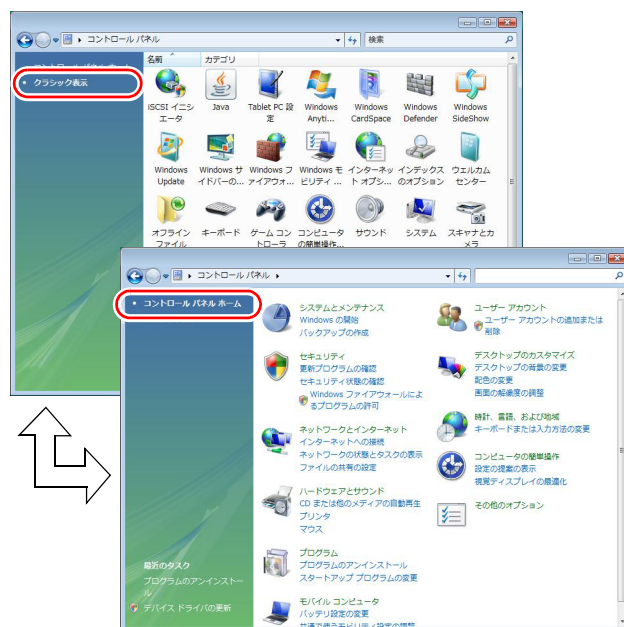 コントロール パネル
検索
名前 カテゴリ
コントロール パネル ホーム
クラシック表示
iSCSI イニシエータ
Java
Tablet PC 設定
Windows Anyti...
Windows CardSpace
Windows Defender
Windows SideShow
Windows Update
Windows サイドバーの...
Windows ファイアウォ...
Windows モビリティ ...
インターネット オプシ...
インデックスのオプション
ウェルカム センター
オフライン ファイル
キーボード
ゲーム コントローラ
コンピュータの簡単操作...
サウンド
システム
スキャナとカメラ
コントロール パネル
コントロール パネル ホーム
システムとメンテナンス
Windows の開始
バックアップの作成
セキュリティ
更新プログラムの確認
セキュリティ状態の確認
Windows ファイアウォールによ
るプログラムの許可
ネットワークとインターネット
インターネットへの接続
ネットワークの状態とタスクの表示
ファイルの共有の設定
ハードウェアとサウンド
CD または他のメディアの自動再生
プリンタ
マウス
プログラム
プログラムのアンインストール
スタートアップ プログラムの変更
モバイル コンピュータ
バッテリ設定の変更
共通で使うモビリティ設定の調整
ユーザー アカウント
ユーザー アカウントの追加または
削除
デスクトップのカスタマイズ
デスクトップの背景の変更
配色の変更
画面の解像度の調整
時計、言語、および地域
キーボードまたは入力方法の変更
コンピュータの簡単操作
設定の提案の表示
視覚ディスプレイの最適化
その他のオプション
最近のタスク
プログラムのアンインストー
ル
デバイス ドライバの更新